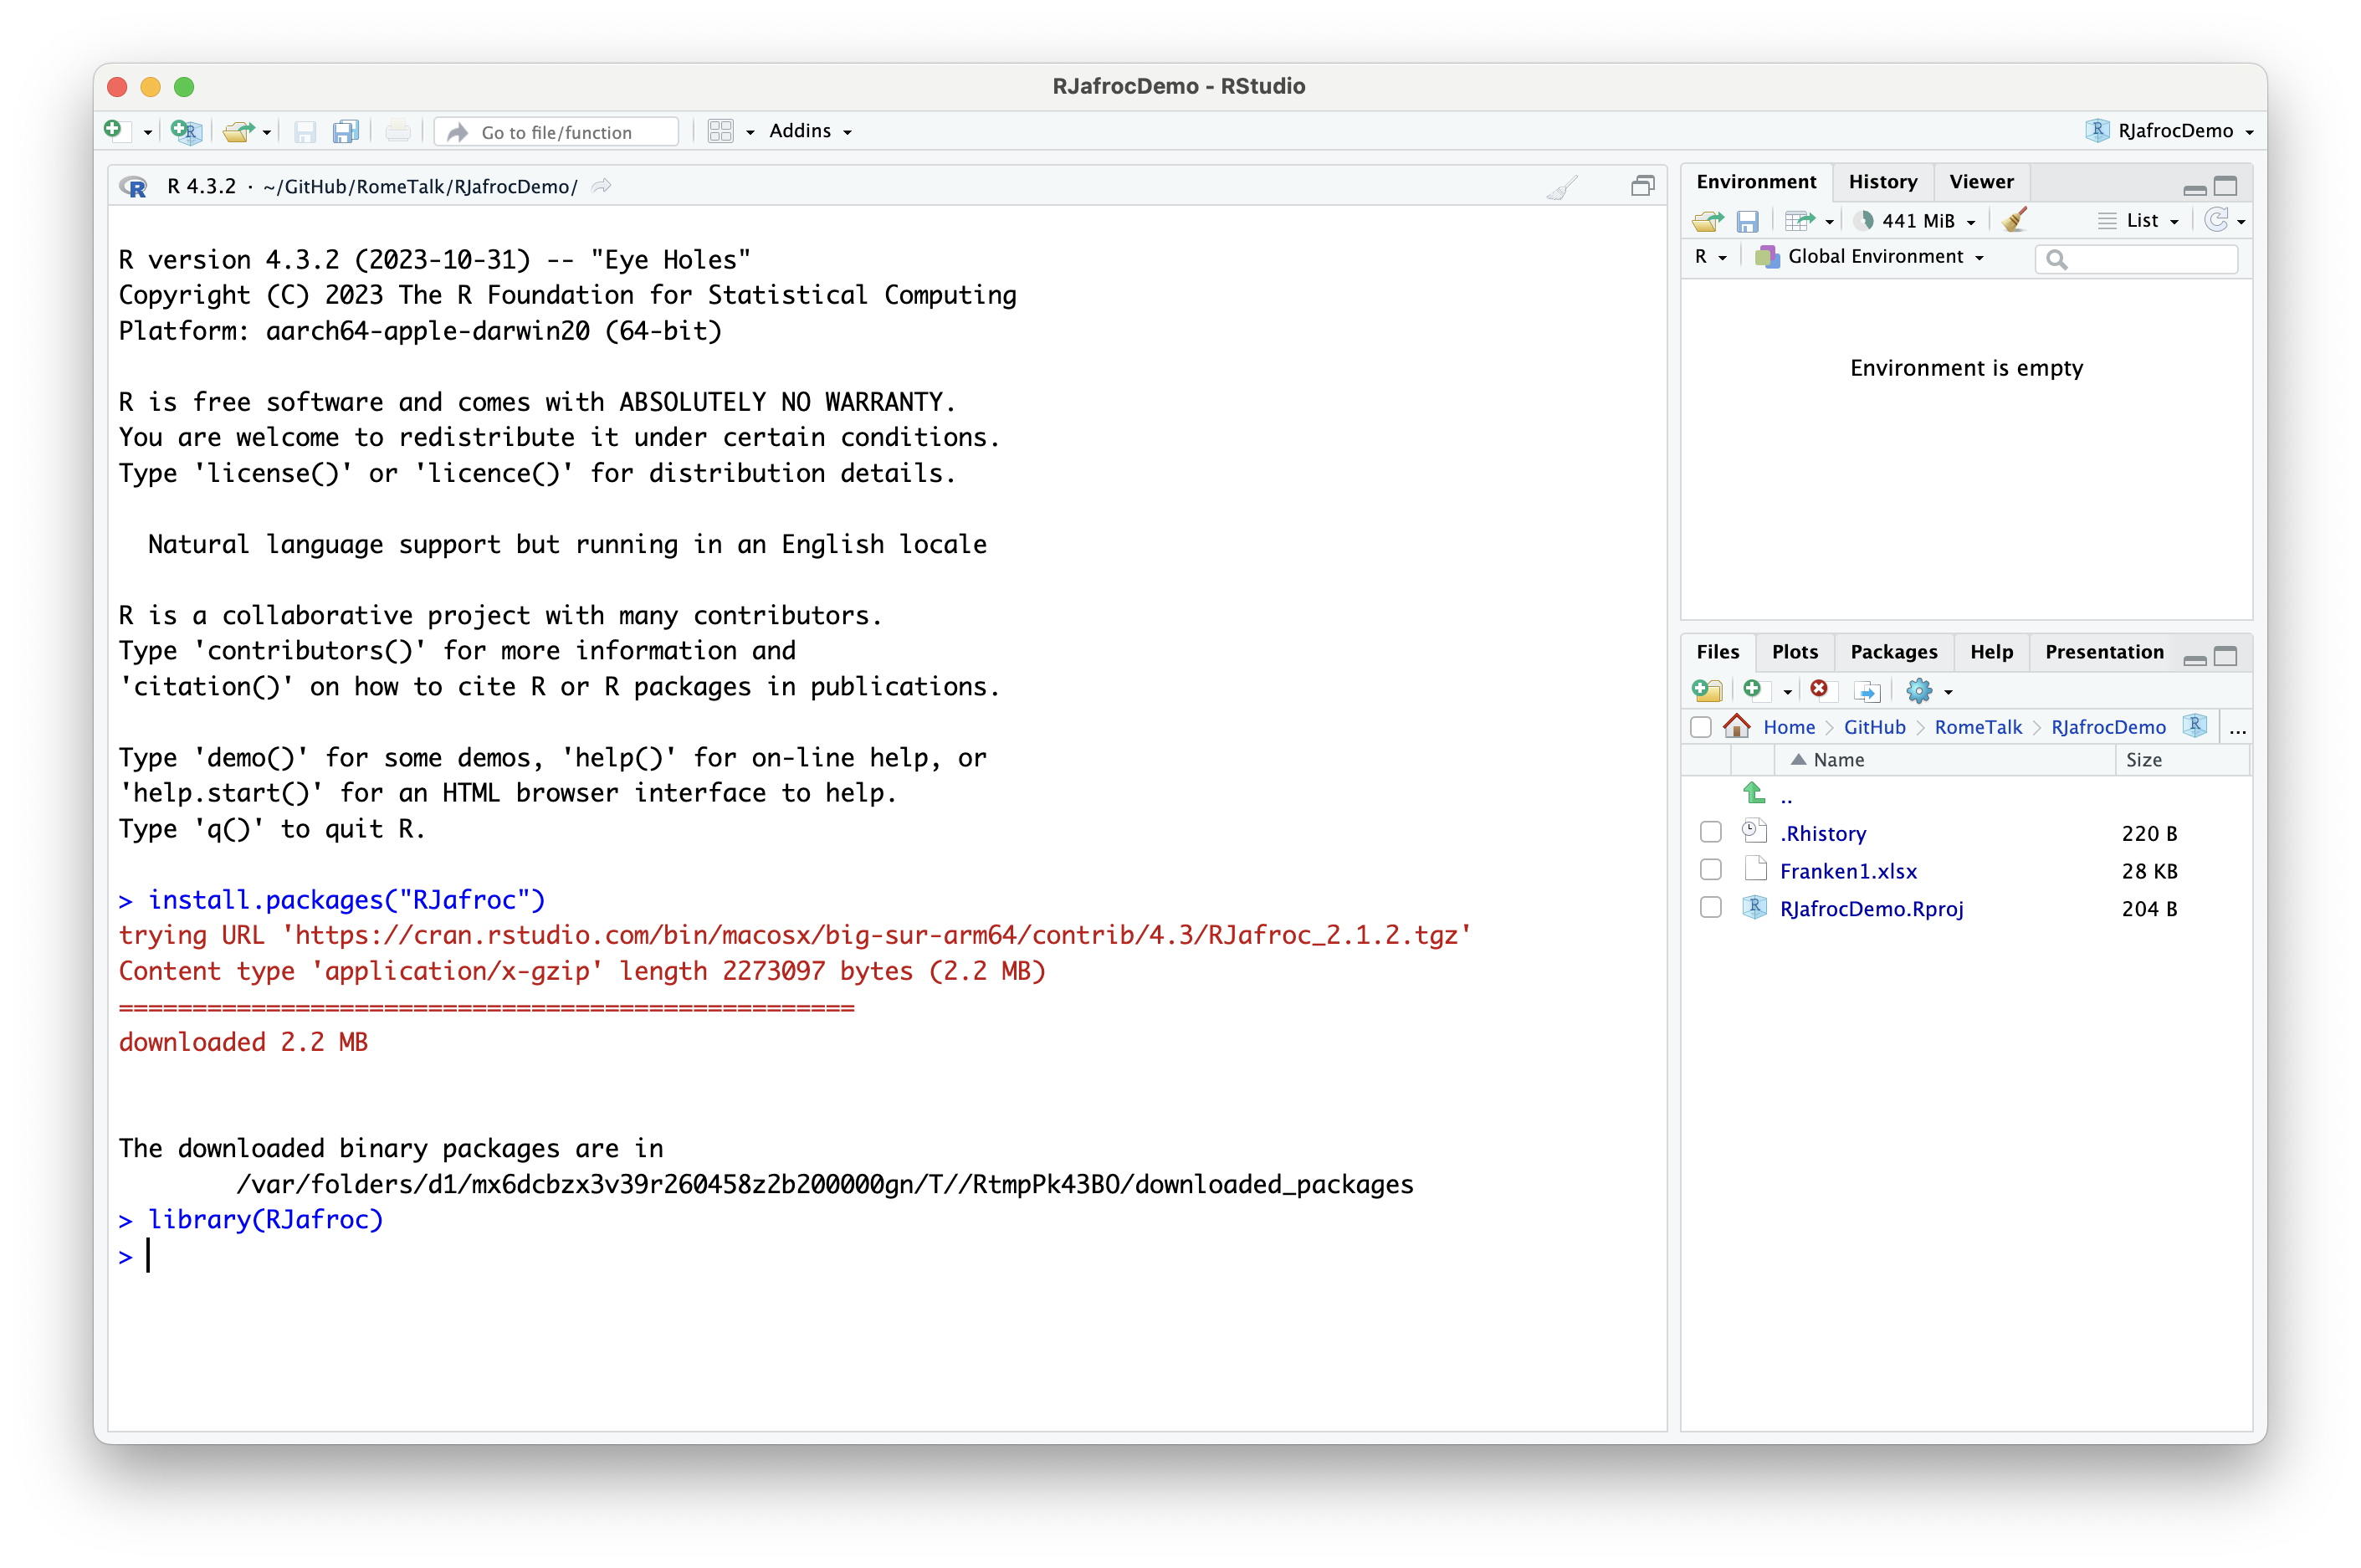 RJafrocDemo - RStudio
Go to file/function
Addins
RJafrocDemo
R 4.3.2 · ~/GitHub/RomeTalk/RJafrocDemo/
R version 4.3.2 (2023-10-31) -- "Eye Holes"
Copyright (C) 2023 The R Foundation for Statistical Computing
Platform: aarch64-apple-darwin20 (64-bit)
R is free software and comes with ABSOLUTELY NO WARRANTY.
You are welcome to redistribute it under certain conditions.
Type 'license()' or 'licence()' for distribution details.
Natural language support but running in an English locale
R is a collaborative project with many contributors.
Type 'contributors()' for more information and
'citation()' on how to cite R or R packages in publications.
Type 'demo()' for some demos, 'help()' for on-line help, or
'help.start()' for an HTML browser interface to help.
Type 'q()' to quit R.
> install.packages("RJafroc")
trying URL 'https://cran.rstudio.com/bin/macosx/big-sur-arm64/contrib/4.3/RJafroc_2.1.2.tgz'
Content type 'application/x-gzip' length 2273097 bytes (2.2 MB)
==================================================
downloaded 2.2 MB
The downloaded binary packages are in
/var/folders/d1/mx6dcbzx3v39r260458z2b200000gn/T//RtmpPk43BO/downloaded_packages
> library(RJafroc)
>
Environment History Viewer
441 MiB List
R Global Environment
Environment is empty
Files Plots Packages Help Presentation
Home GitHub RomeTalk RJafrocDemo ...
Name Size
..
.Rhistory 220 B
Franken1.xlsx 28 KB
RJafrocDemo.Rproj 204 B